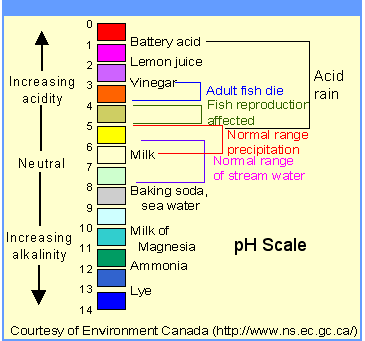 0
1
2
3
4
5
6
7
8
9
10
11
12
13
14
Increasing
acidity
Neutral
Increasing
alkalinity
Battery acid
Lemon juice
Vinegar
Milk
Baking soda,
sea water
Milk of
Magnesia
Ammonia
Lye
Adult fish die
Fish reproduction
affected
Normal range
precipitation
Normal range
of stream water
Acid
rain
pH Scale
Courtesy of Environment Canada (http://www.ns.ec.gc.ca/)